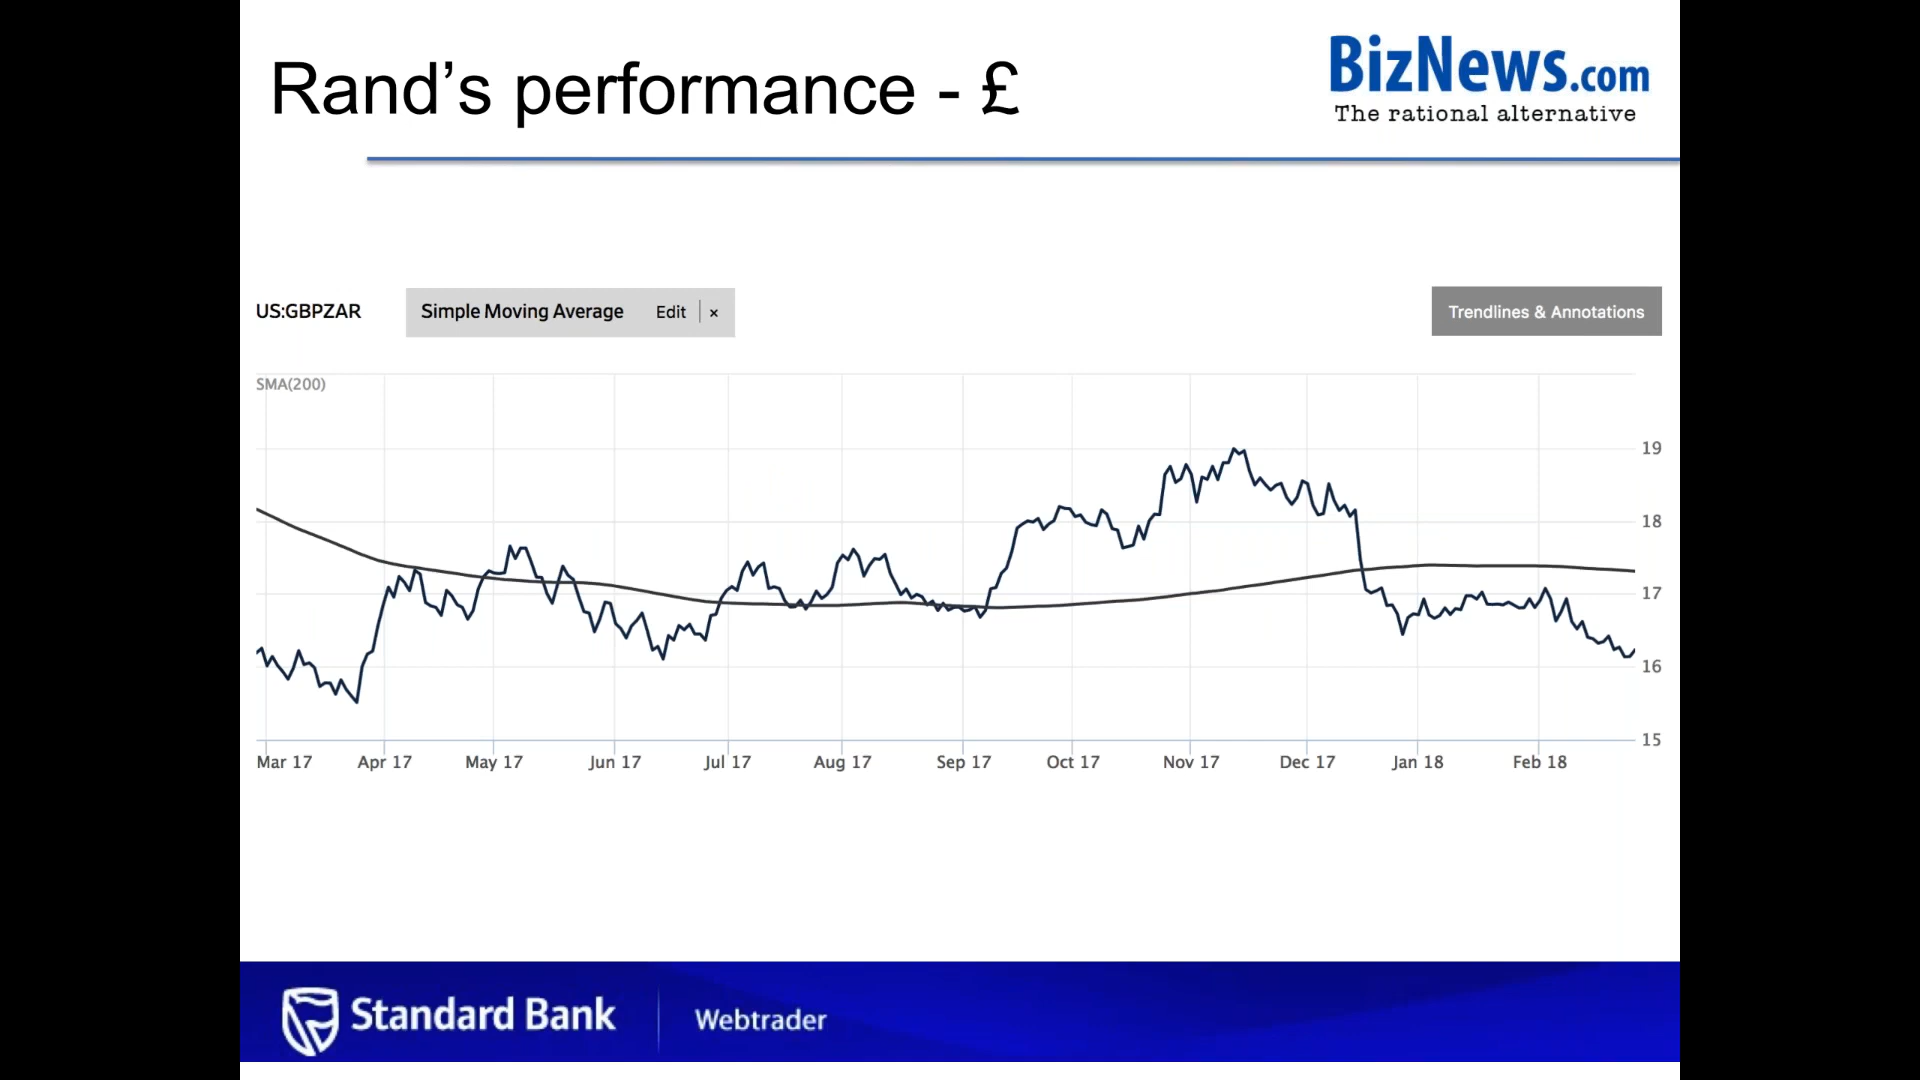 Rand’s performance - £
BizNews.com
The rational alternative
US:GBPZAR
Simple Moving Average Edit ×
Trendlines & Annotations
SMA(200)
19
18
17
16
15
Mar 17 Apr 17 May 17 Jun 17 Jul 17 Aug 17 Sep 17 Oct 17 Nov 17 Dec 17 Jan 18 Feb 18
Standard Bank Webtrader